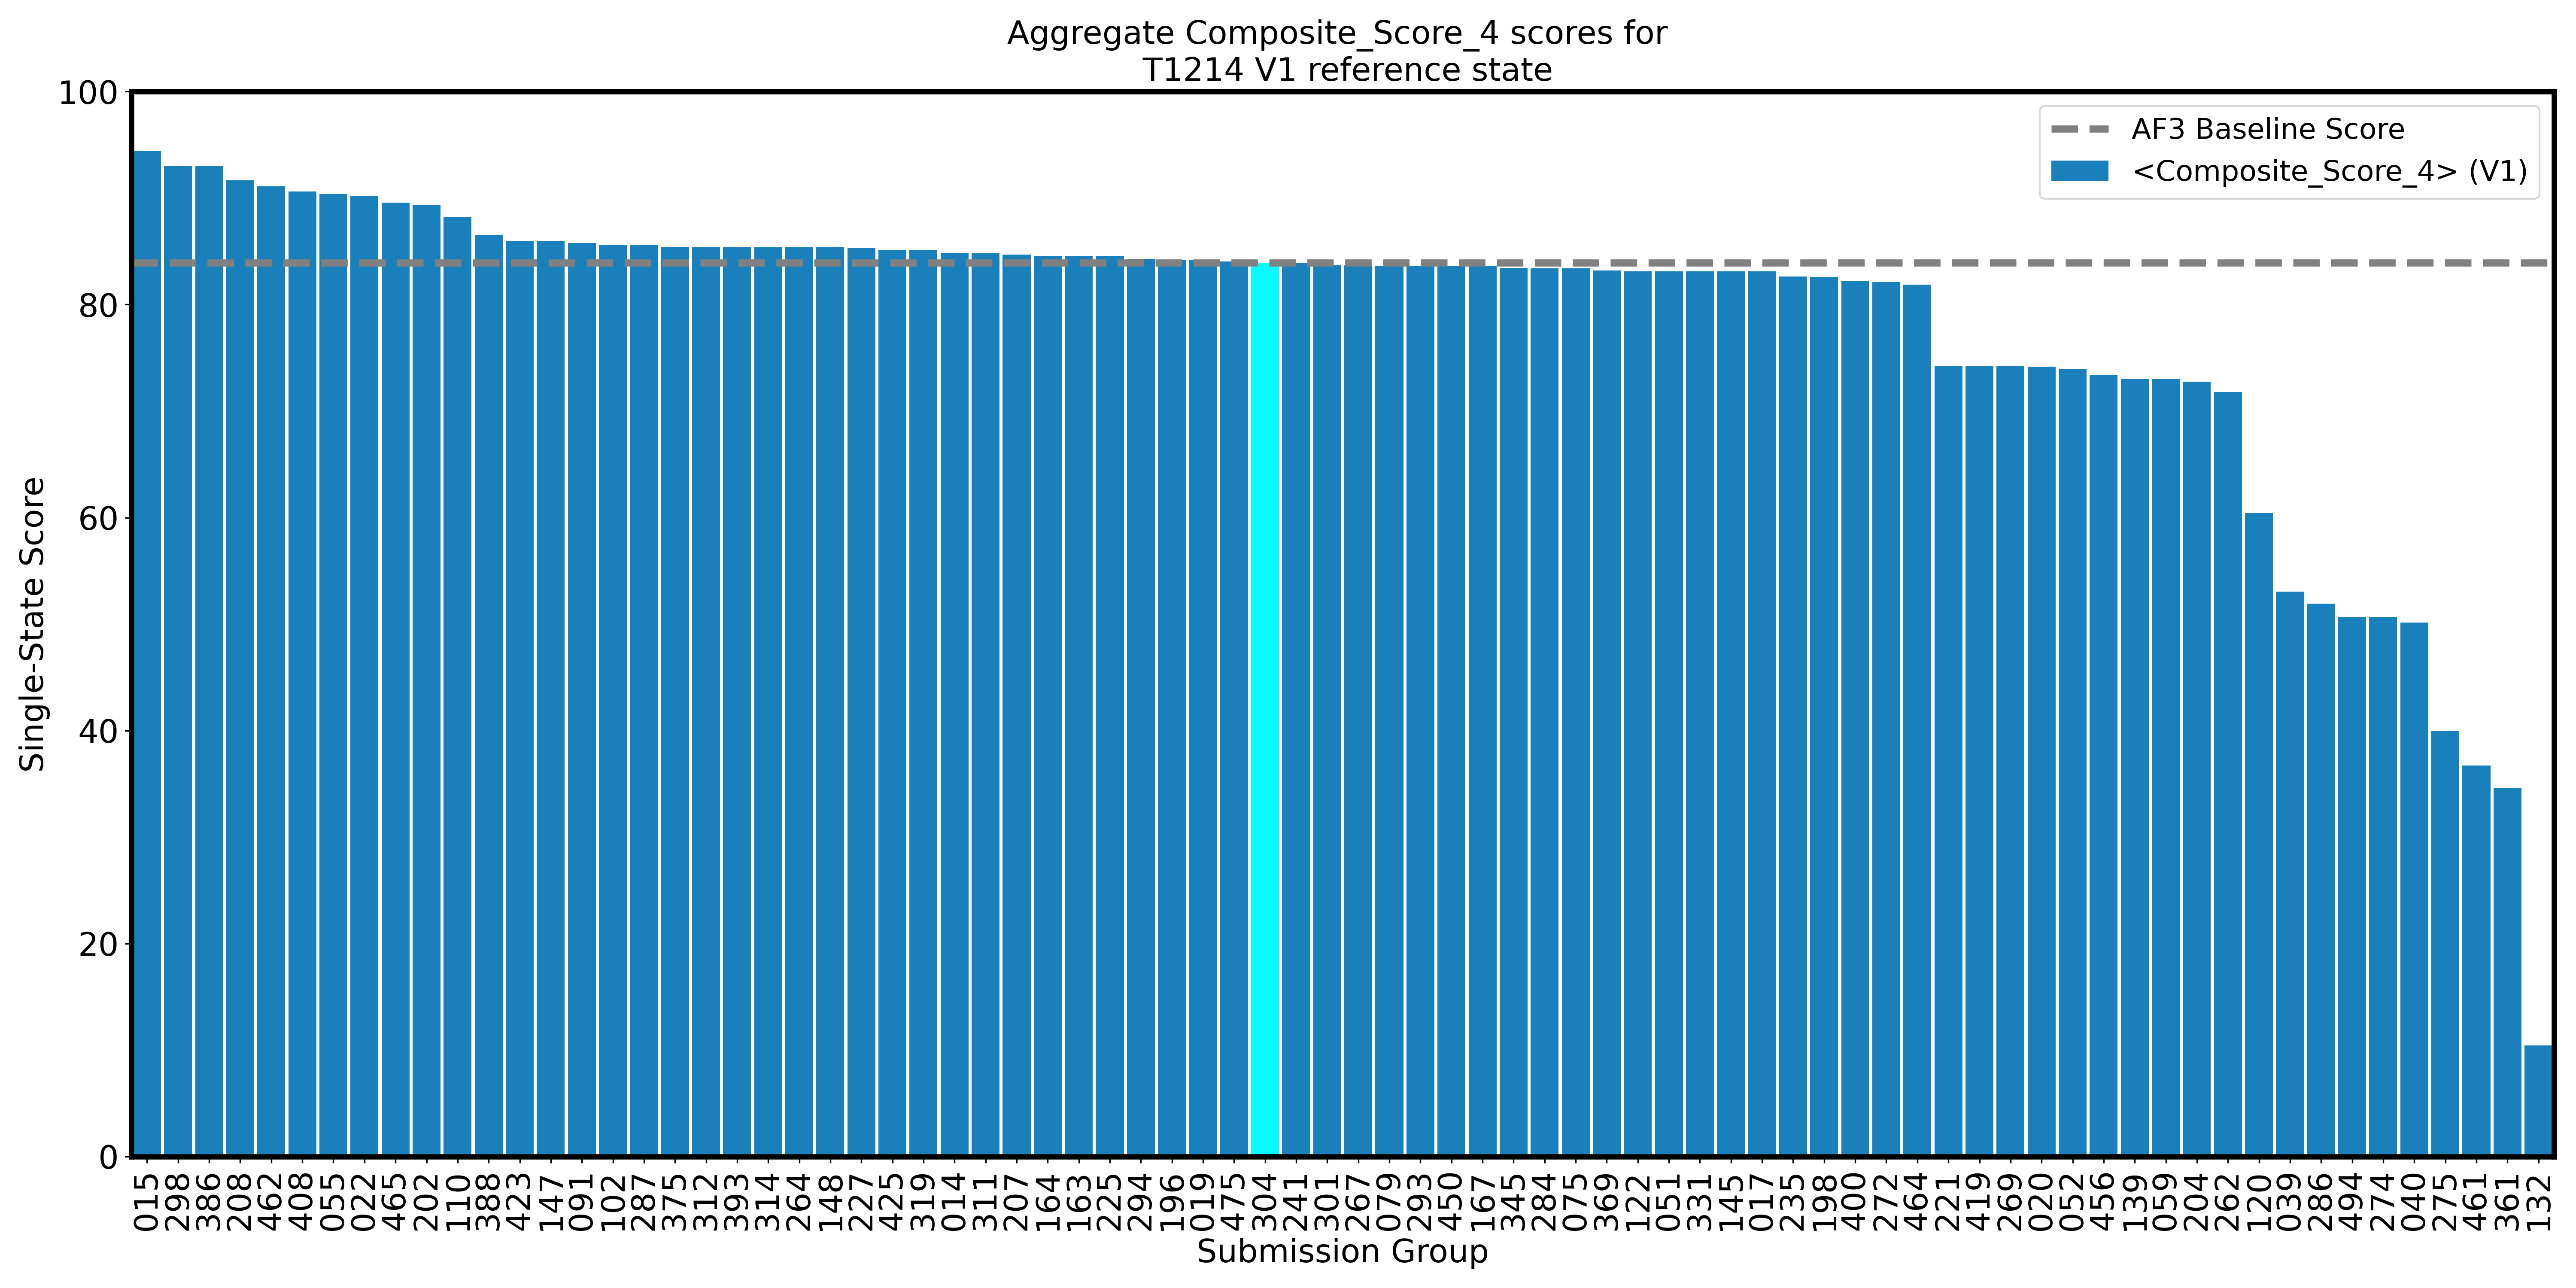 Aggregate Composite_Score_4 scores for
T1214 V1 reference state
AF3 Baseline Score
<Composite_Score_4> (V1)
Single-State Score
100
80
60
40
20
0
015 298 386 208 462 408 055 022 465 202 110 388 423 147 091 102 287 375 312 393 314 264 148 227 425 319 014 311 207 164 163 225 294 196 019 475 304 241 301 267 079 293 450 167 345 284 075 369 122 051 331 145 017 235 198 400 272 464 221 419 269 020 052 456 139 059 204 262 120 039 286 494 274 040 275 461 361 132
Submission Group